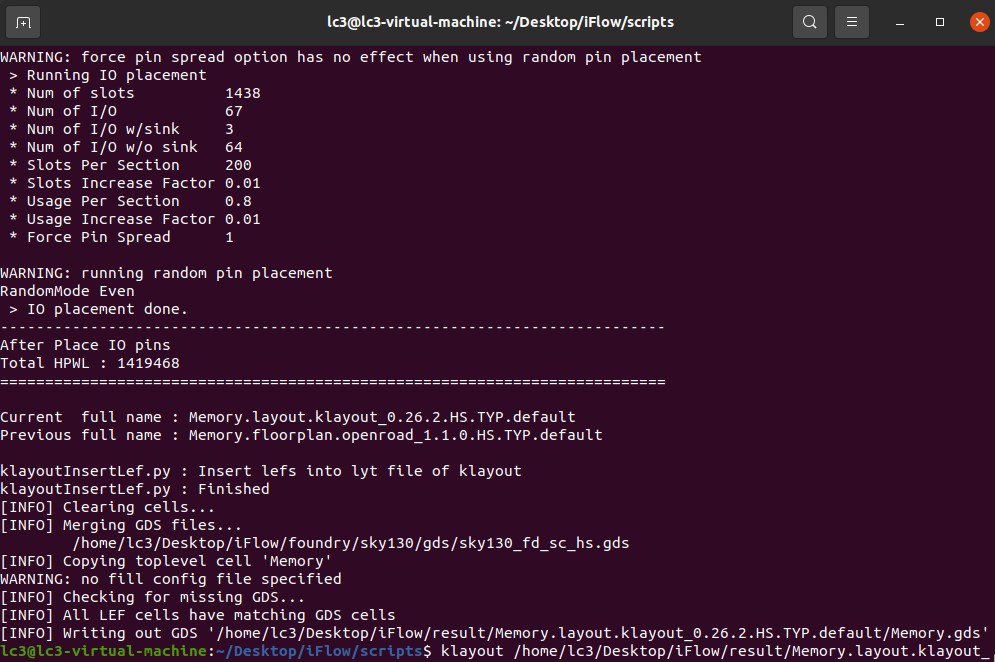 lc3@lc3-virtual-machine: ~/Desktop/iFlow/scripts
WARNING: force pin spread option has no effect when using random pin placement
 > Running IO placement
 * Num of slots          1438
 * Num of I/O            67
 * Num of I/O w/sink     3
 * Num of I/O w/o sink   64
 * Slots Per Section     200
 * Slots Increase Factor 0.01
 * Usage Per Section     0.8
 * Usage Increase Factor 0.01
 * Force Pin Spread      1
WARNING: running random pin placement
RandomMode Even
 > IO placement done.
--------------------------------------------------------------------------
After Place IO pins
Total HPWL : 1419468
==========================================================================
Current  full name : Memory.layout.klayout_0.26.2.HS.TYP.default
Previous full name : Memory.floorplan.openroad_1.1.0.HS.TYP.default
klayoutInsertLef.py : Insert lefs into lyt file of klayout
klayoutInsertLef.py : Finished
[INFO] Clearing cells...
[INFO] Merging GDS files...
        /home/lc3/Desktop/iFlow/foundry/sky130/gds/sky130_fd_sc_hs.gds
[INFO] Copying toplevel cell 'Memory'
WARNING: no fill config file specified
[INFO] Checking for missing GDS...
[INFO] All LEF cells have matching GDS cells
[INFO] Writing out GDS '/home/lc3/Desktop/iFlow/result/Memory.layout.klayout_0.26.2.HS.TYP.default/Memory.gds'
lc3@lc3-virtual-machine:~/Desktop/iFlow/scripts$ klayout /home/lc3/Desktop/iFlow/result/Memory.layout.klayout_